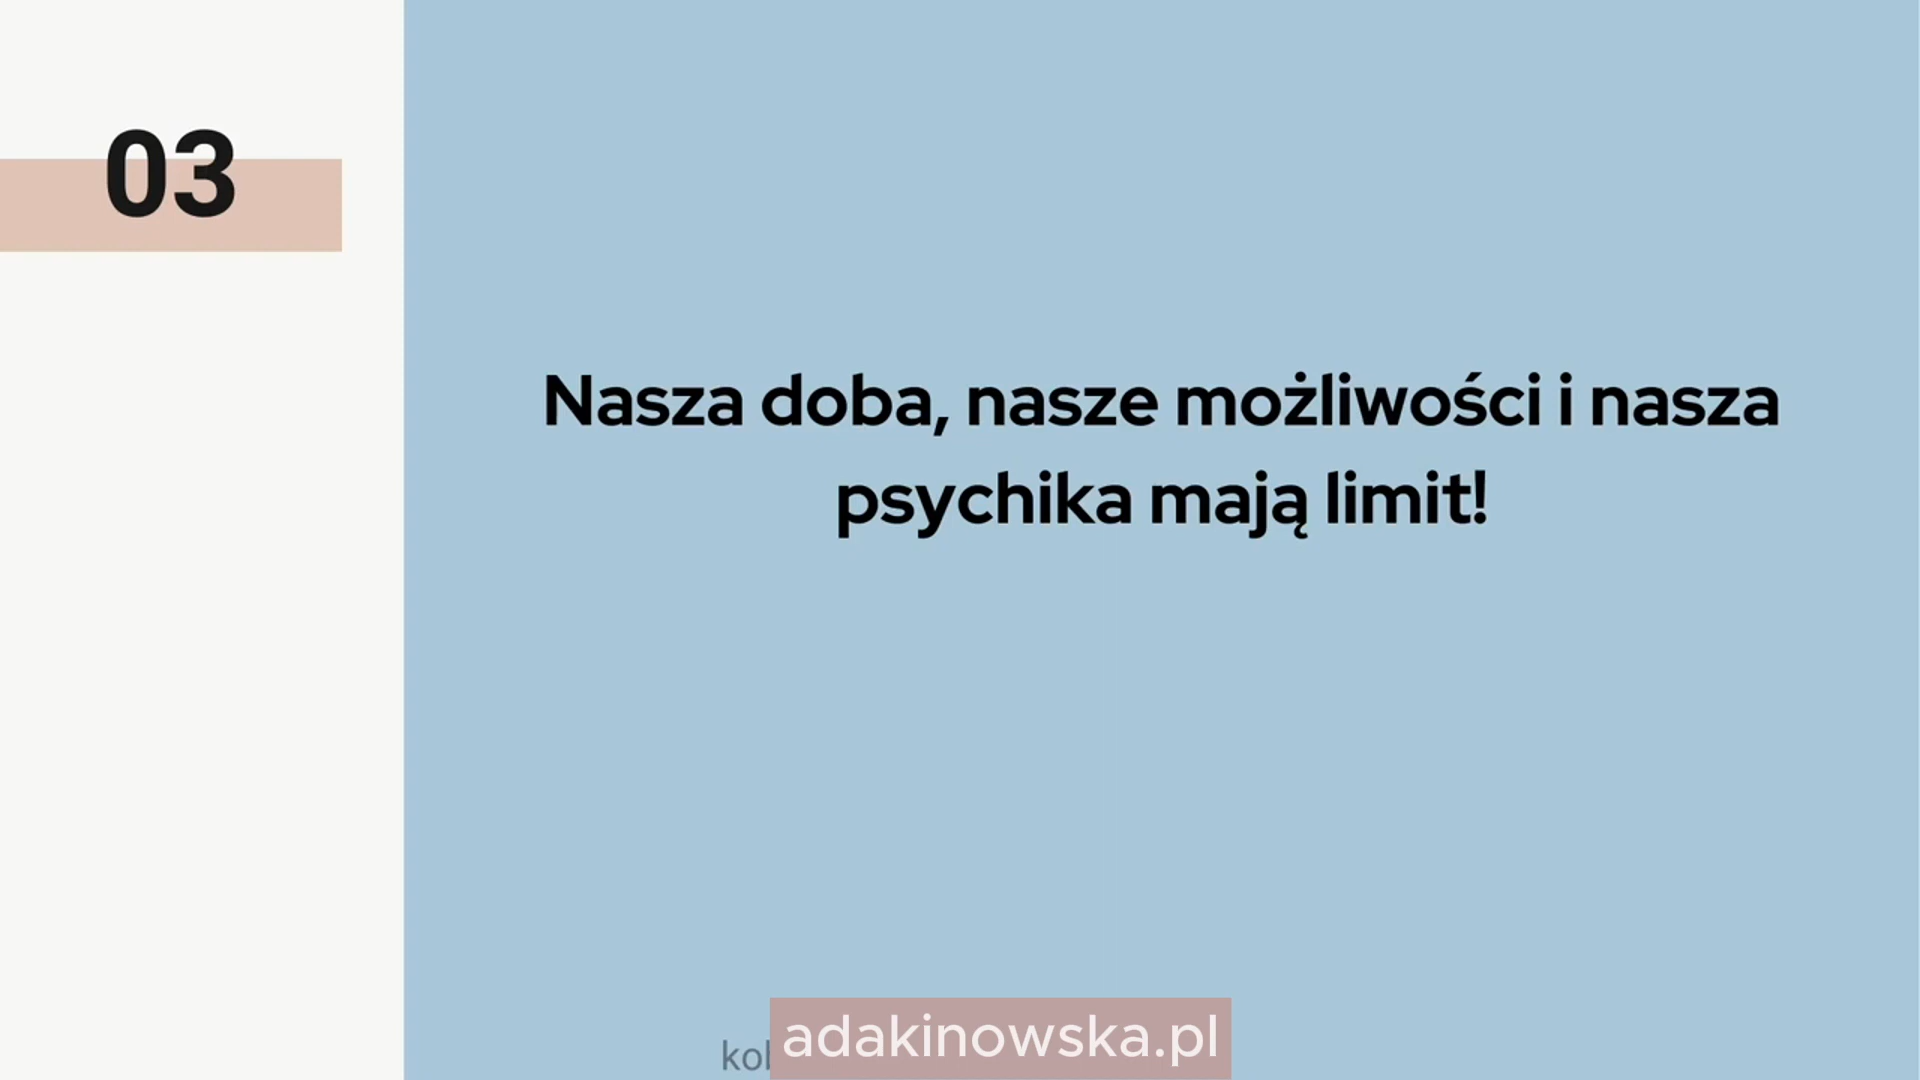 03
Nasza doba, nasze możliwości i nasza
psychika mają limit!
adakinowska.pl